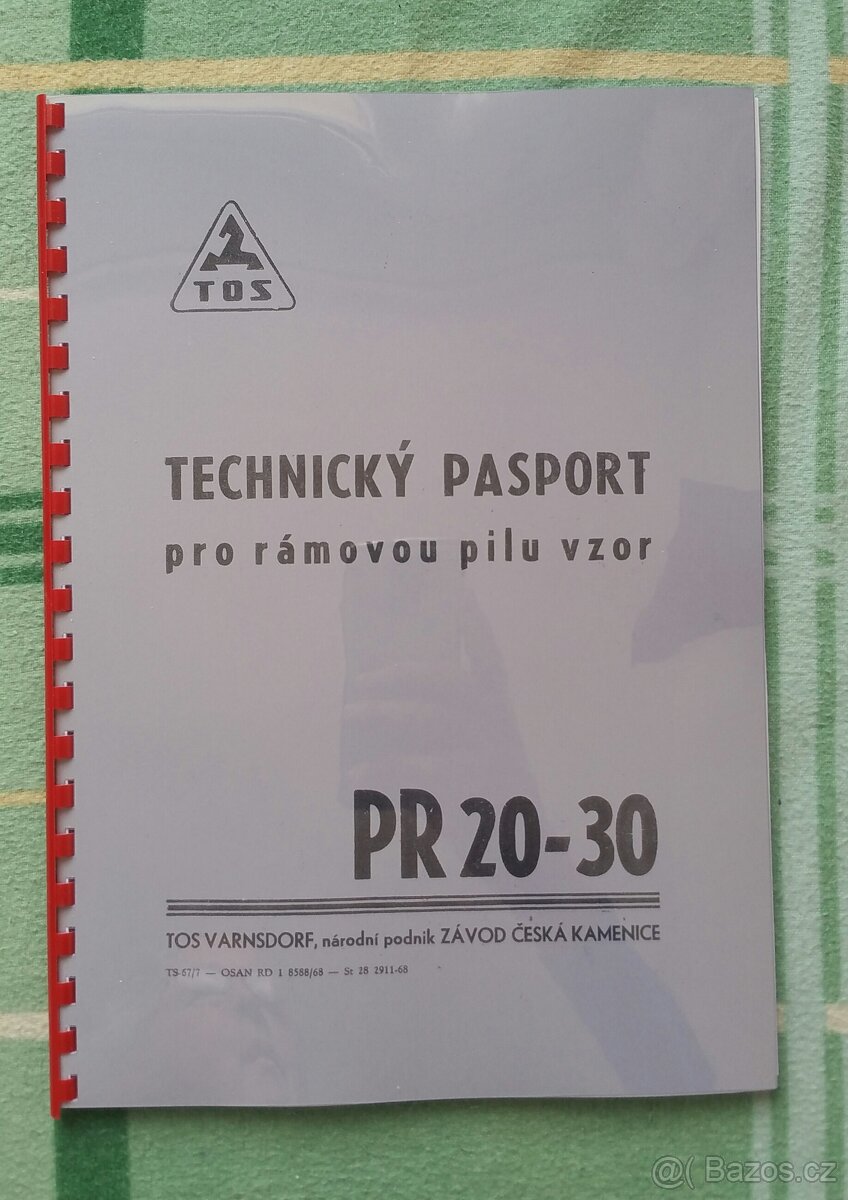 TOS
TECHNICKÝ PASPORT
pro rámovou pilu vzor
PR 20-30
TOS VARNSDORF, národní podnik ZÁVOD ČESKÁ KAMENICE
TS 67/7 — OSAN RD 1 8588/68 — St 28 2911-68
@( Bazos.cz